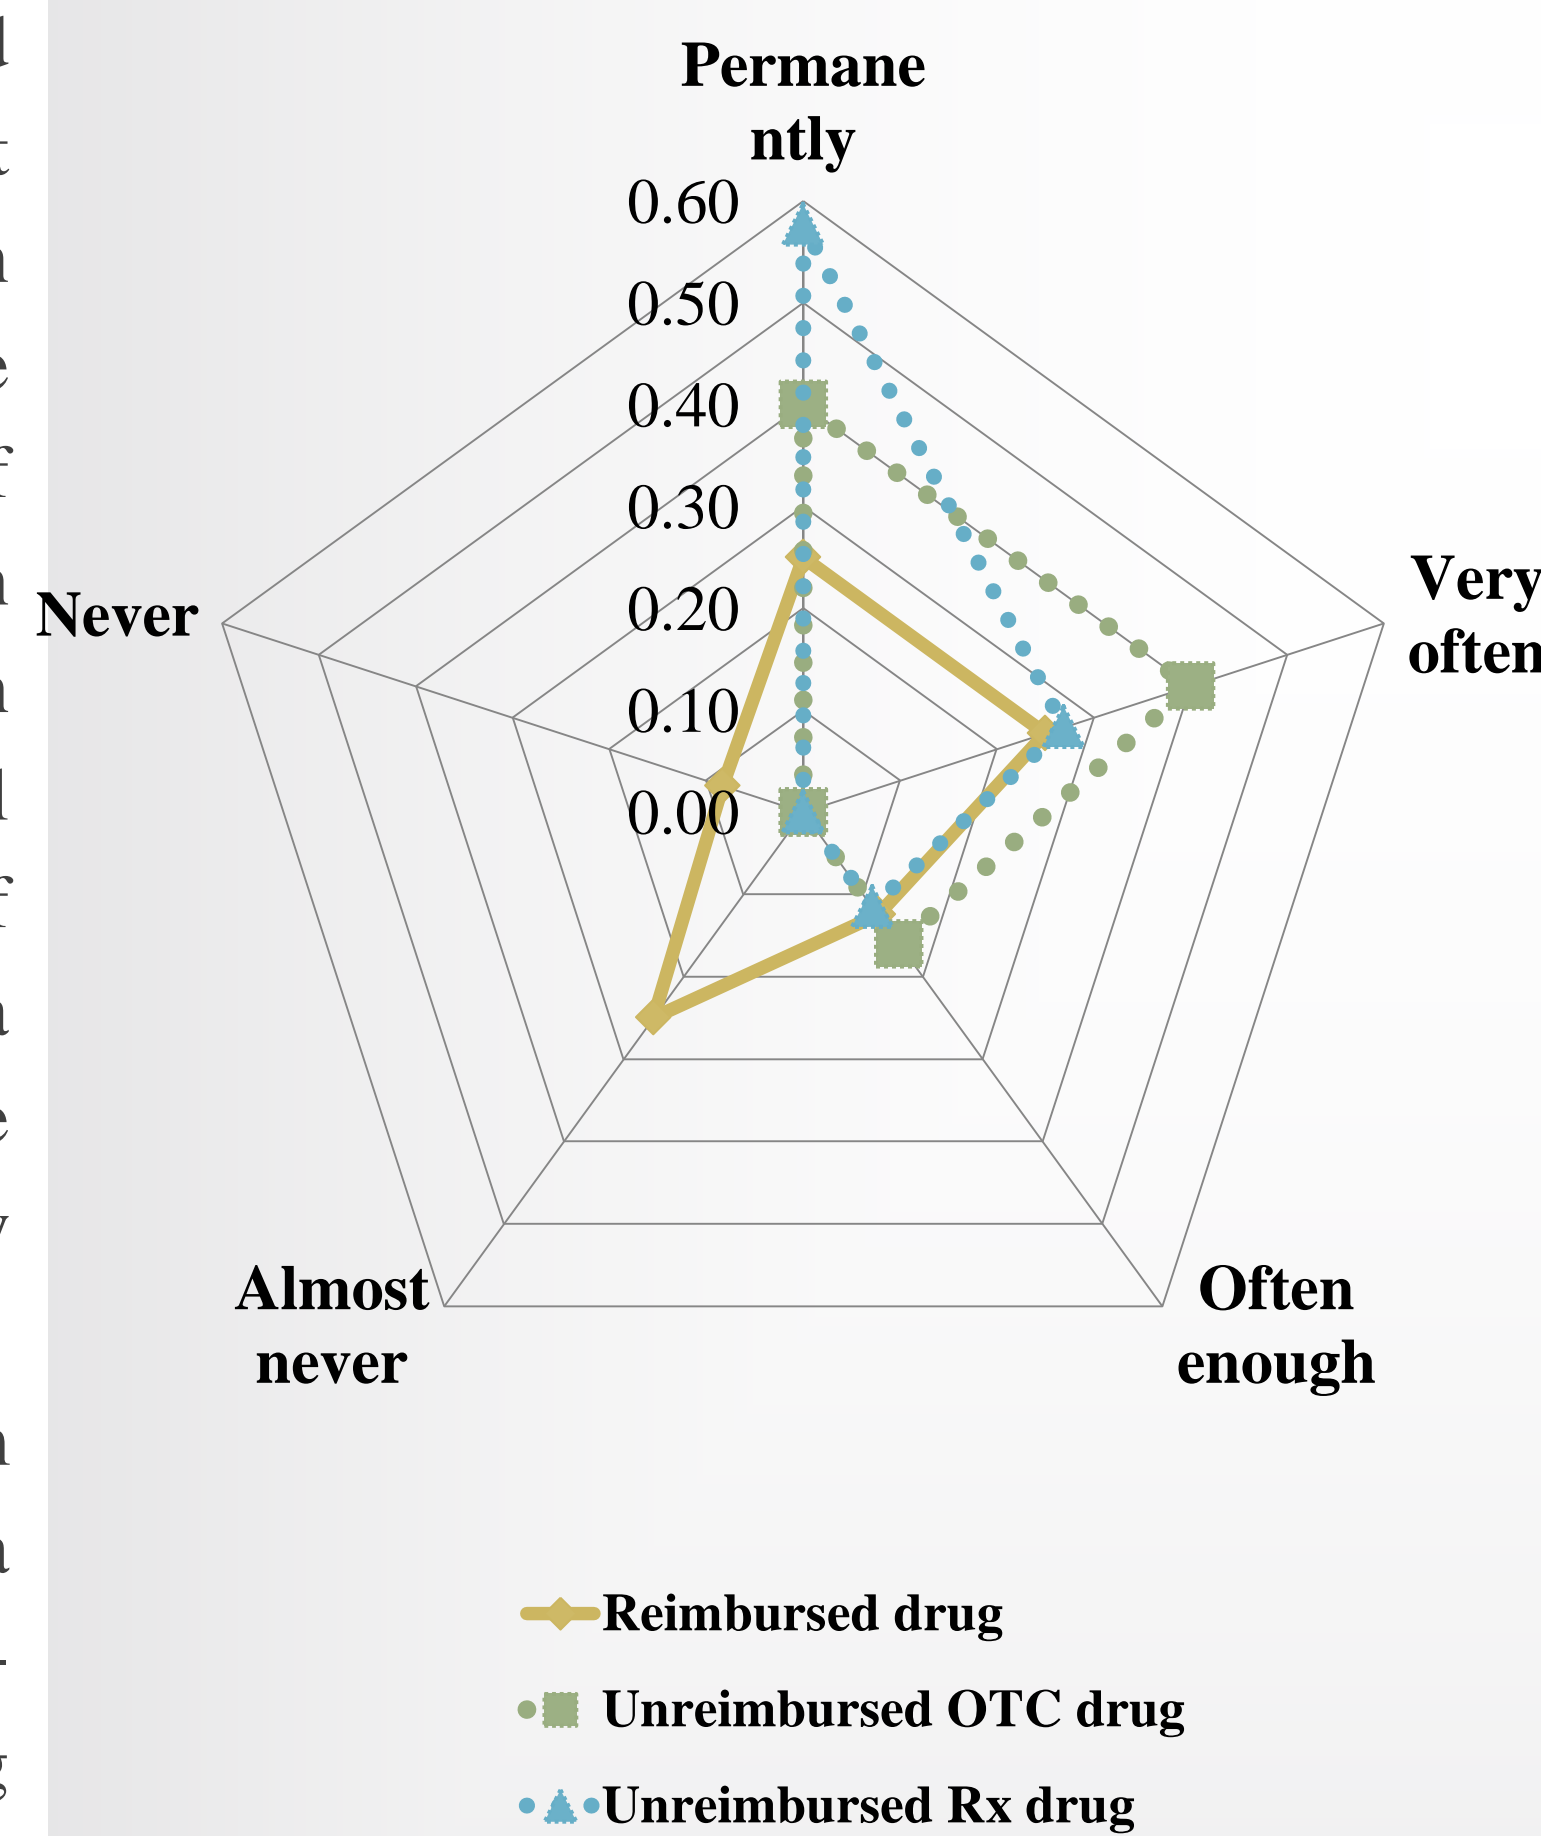 Permane
ntly
0.60
0.50
0.40
0.30
0.20
0.10
0.00
Very
often
Never
Almost
never
Often
enough
Reimbursed drug
Unreimbursed OTC drug
Unreimbursed Rx drug